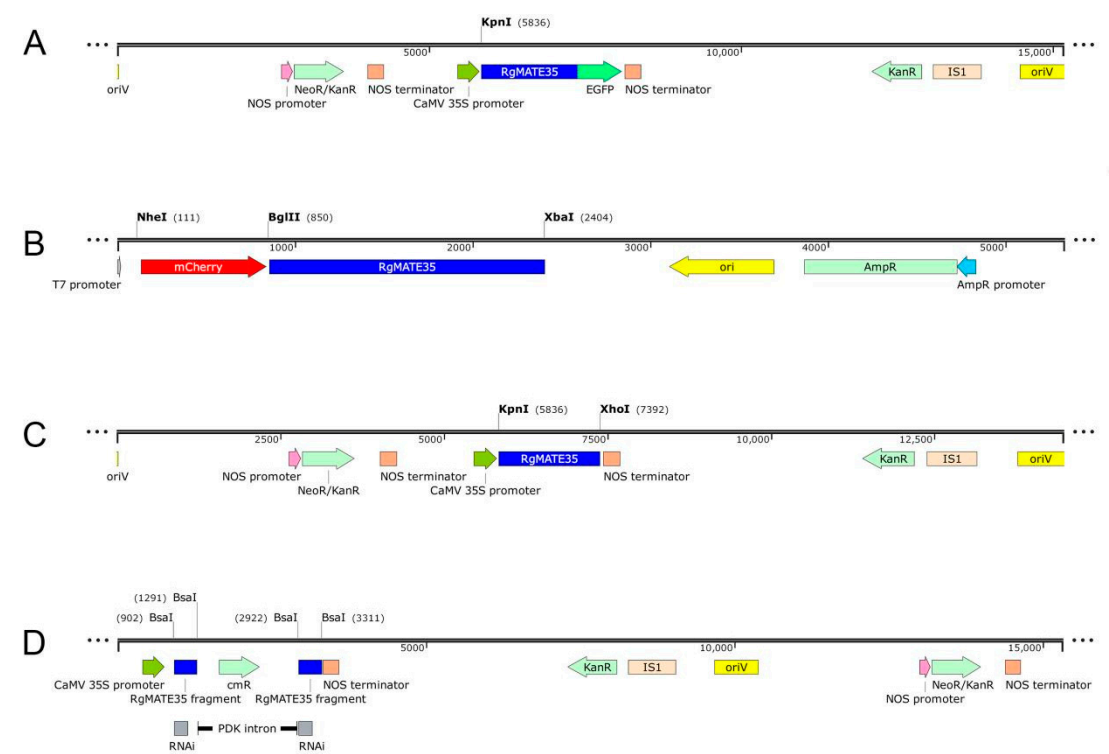 A
KpnI (5836)
5000 10,000 15,000
RgMATE35
KanR IS1 oriV
oriV NeoR/KanR NOS terminator EGFP NOS terminator
NOS promoter CaMV 35S promoter
B
NheI (111) BglII (850) XbaI (2404)
1000 2000 3000 4000 5000
mCherry RgMATE35 ori AmpR
T7 promoter AmpR promoter
C
KpnI (5836) XhoI (7392)
2500 5000 7500 10,000 12,500
RgMATE35 KanR IS1 oriV
oriV NOS promoter NOS terminator NOS terminator
NeoR/KanR CaMV 35S promoter
D
(1291) BsaI
(902) BsaI (2922) BsaI BsaI (3311)
5000 10,000 15,000
KanR IS1 oriV
CaMV 35S promoter cmR NOS terminator NeoR/KanR
RgMATE35 fragment RgMATE35 fragment NOS promoter NOS terminator
PDK intron
RNAi RNAi